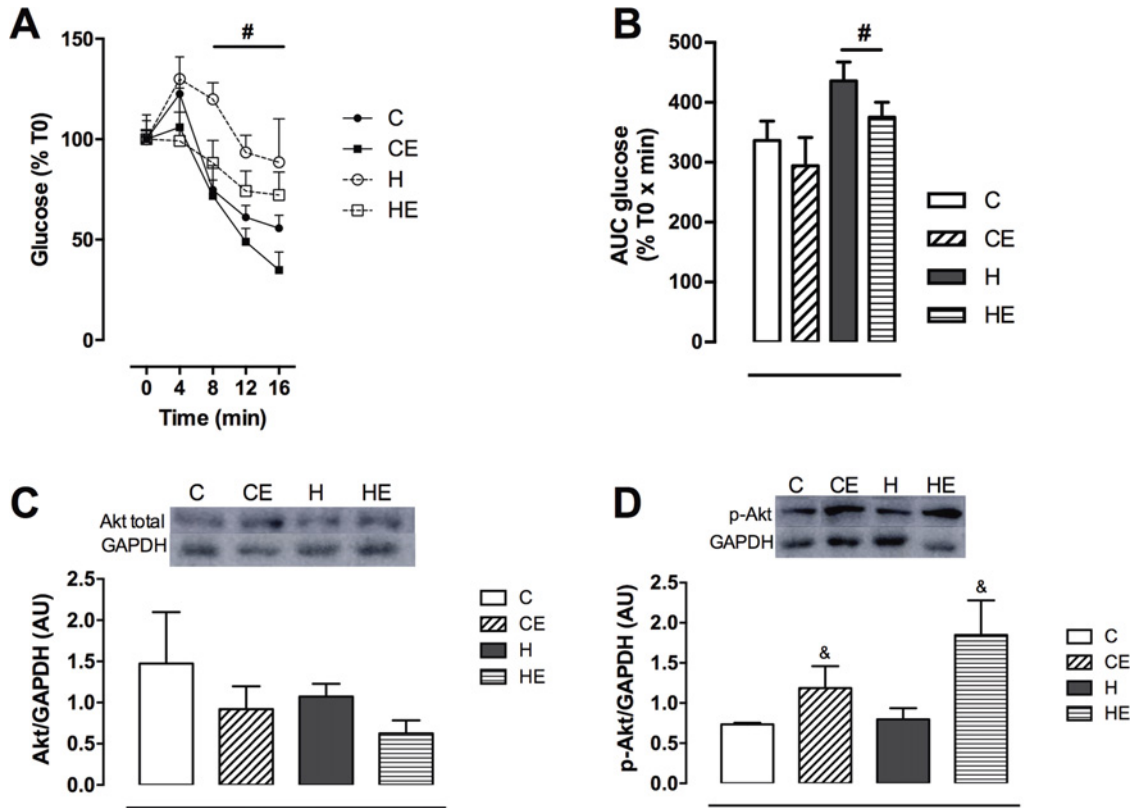 A
Glucose (% T0)
150
100
50
0
#
0 4 8 12 16
Time (min)
C
CE
H
HE
B
AUC glucose
(% T0 x min)
500
400
300
200
100
0
#
C
CE
H
HE
C
C CE H HE
Akt total
GAPDH
Akt/GAPDH (AU)
2.5
2.0
1.5
1.0
0.5
0.0
C
CE
H
HE
D
C CE H HE
p-Akt
GAPDH
p-Akt/GAPDH (AU)
2.5
2.0
1.5
1.0
0.5
0.0
&
&
C
CE
H
HE